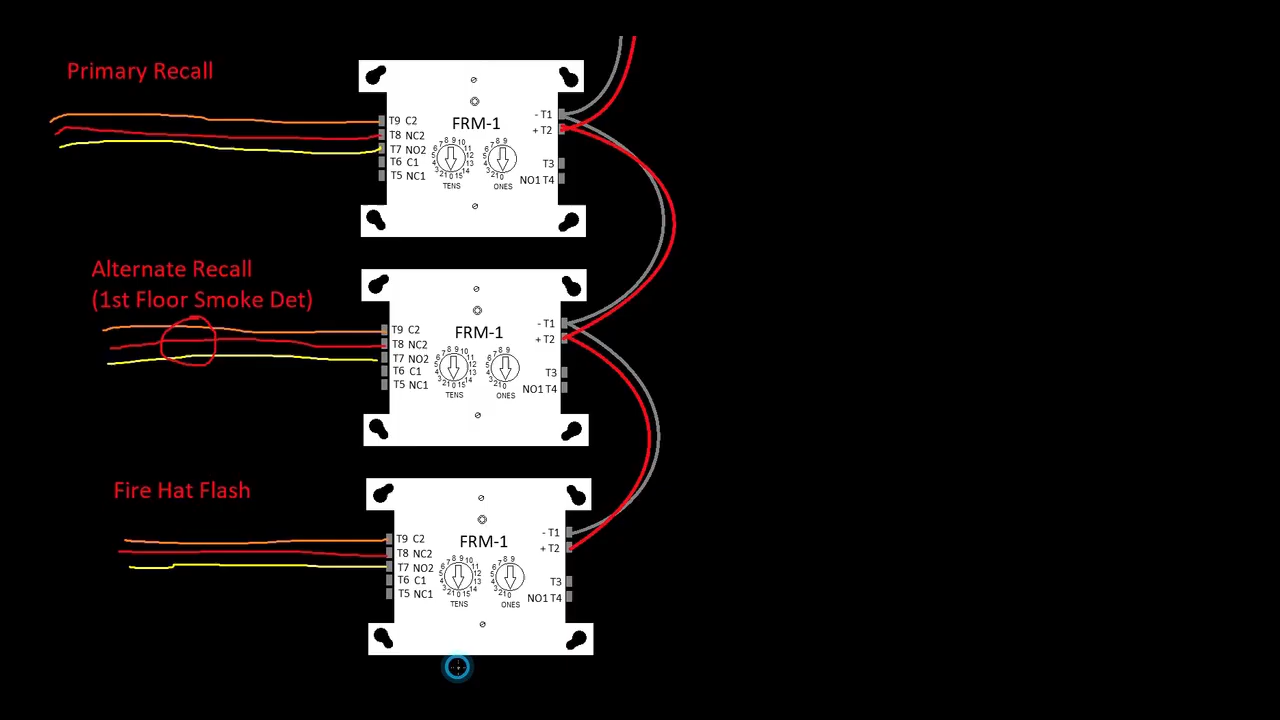 Primary Recall
- T1
T9 C2
FRM-1
+ T2
T8 NC2
T7 NO2
T6 C1
T3
T5 NC1
NO1 T4
TENS
ONES
Alternate Recall
(1st Floor Smoke Det)
- T1
T9 C2
FRM-1
+ T2
T8 NC2
T7 NO2
T6 C1
T3
T5 NC1
NO1 T4
TENS
ONES
Fire Hat Flash
- T1
T9 C2
FRM-1
+ T2
T8 NC2
T7 NO2
T6 C1
T3
T5 NC1
NO1 T4
TENS
ONES